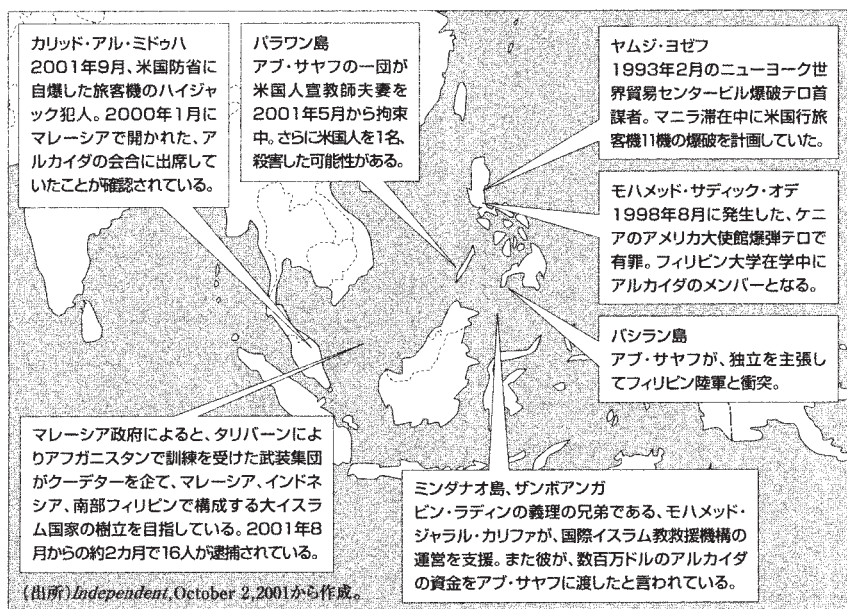 カリッド・アル・ミドゥハ
2001年9月、米国防省に
自爆した旅客機のハイジャ
ック犯人。2000年1月に
マレーシアで開かれた、ア
ルカイダの会合に出席して
いたことが確認されている。
パラワン島
アブ・サヤフの一団が
米国人宣教師夫妻を
2001年5月から拘束
中。さらに米国人を1名、
殺害した可能性がある。
ヤムジ・ヨゼフ
1993年2月のニューヨーク世
界貿易センタービル爆破テロ首
謀者。マニラ滞在中に米国行旅
客機11機の爆破を計画していた。
モハメッド・サディック・オデ
1998年8月に発生した、ケニ
アのアメリカ大使館爆弾テロで
有罪。フィリピン大学在学中に
アルカイダのメンバーとなる。
バシラン島
アブ・サヤフが、独立を主張し
てフィリピン陸軍と衝突。
マレーシア政府によると、タリバーンによ
りアフガニスタンで訓練を受けた武装集団
がクーデターを企て、マレーシア、インドネ
シア、南部フィリピンで構成する大イスラ
ム国家の樹立を目指している。2001年8
月からの約2カ月で16人が逮捕されている。
ミンダナオ島、ザンボアンガ
ビン・ラディンの義理の兄弟である、モハメッド・
ジャラル・カリファが、国際イスラム教救援機構の
運営を支援。また彼が、数百万ドルのアルカイダ
の資金をアブ・サヤフに渡したと言われている。
(出所)Independent,October 2,2001から作成。